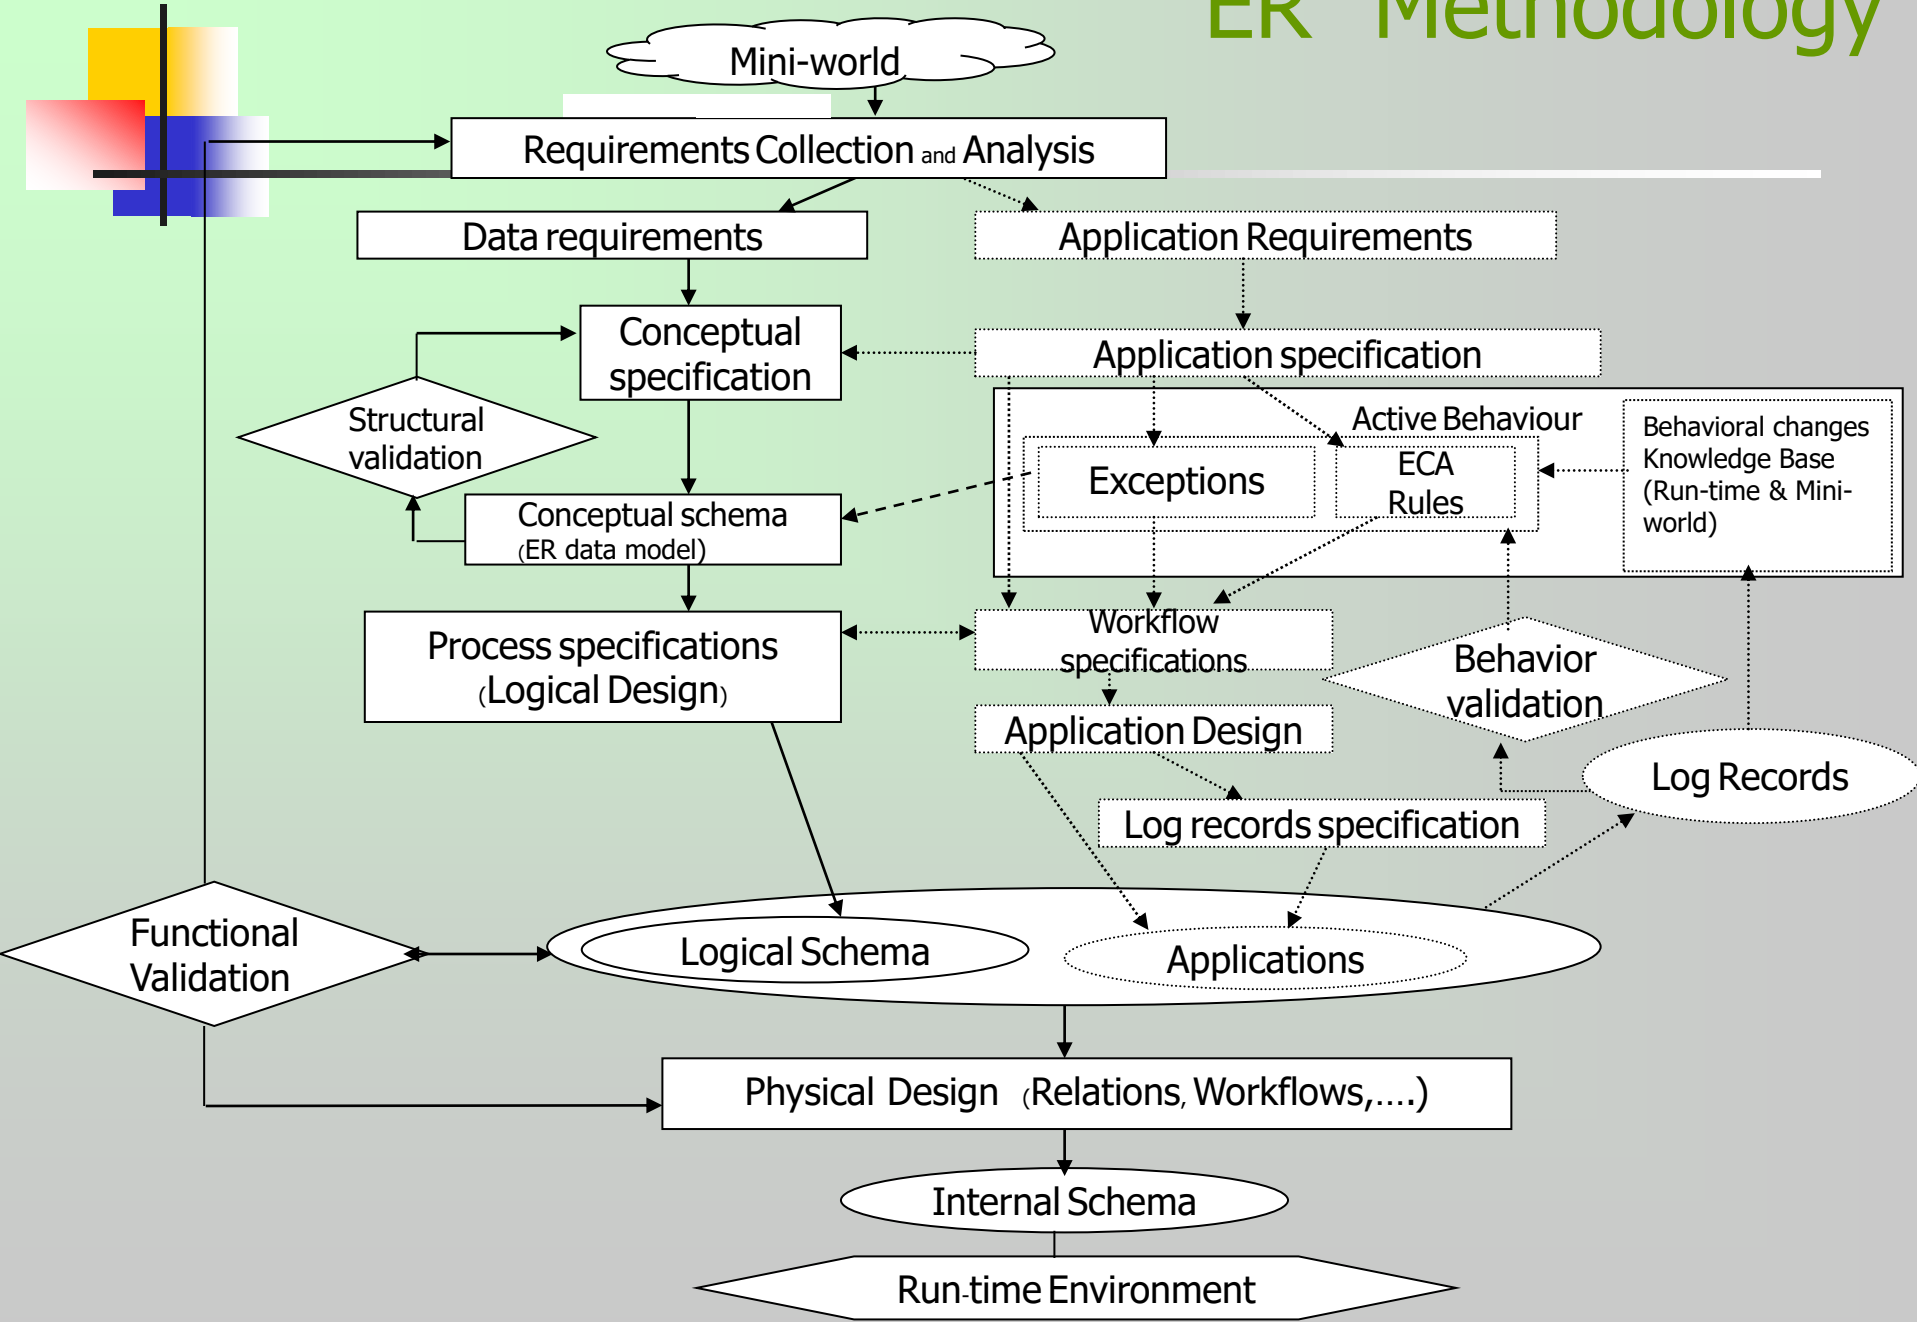 ER Methodology
Mini-world
Requirements Collection and Analysis
Data requirements
Application Requirements
Conceptual
specification
Application specification
Structural
validation
Active Behaviour
Exceptions
ECA
Rules
Behavioral changes
Knowledge Base
(Run-time & Mini-
world)
Conceptual schema
(ER data model)
Process specifications
(Logical Design)
Workflow
specifications
Behavior
validation
Application Design
Log Records
Log records specification
Functional
Validation
Logical Schema
Applications
Physical Design (Relations, Workflows,....)
Internal Schema
Run-time Environment